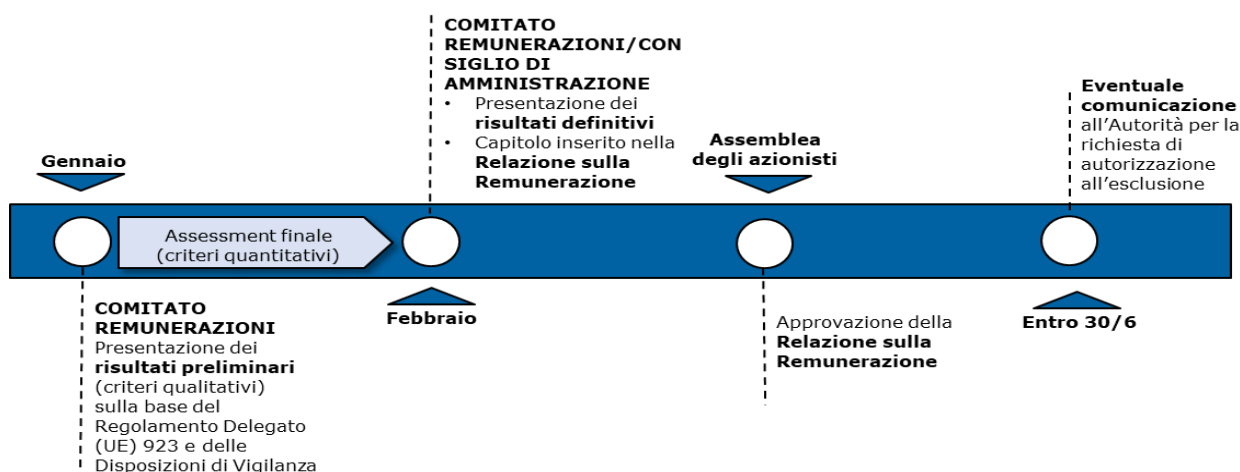 Gennaio
Assessment finale
(criteri quantitativi)
COMITATO
REMUNERAZIONI
Presentazione dei
risultati preliminari
(criteri qualitativi)
sulla base del
Regolamento Delegato
(UE) 923 e delle
Disposizioni di Vigilanza
COMITATO
REMUNERAZIONI/CON
SIGLIO DI
AMMINISTRAZIONE
• Presentazione dei
risultati definitivi
• Capitolo inserito nella
Relazione sulla
Remunerazione
Febbraio
Assemblea
degli azionisti
Approvazione della
Relazione sulla
Remunerazione
Eventuale
comunicazione
all'Autorità per la
richiesta di
autorizzazione
all'esclusione
Entro 30/6